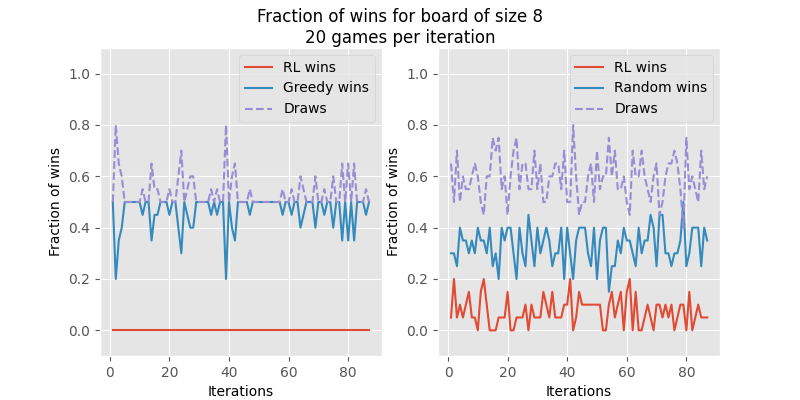 Fraction of wins for board of size 8
20 games per iteration
RL wins
Greedy wins
Draws
1.0
0.8
0.6
0.4
0.2
0.0
Fraction of wins
0 20 40 60 80
Iterations
RL wins
Random wins
Draws
1.0
0.8
0.6
0.4
0.2
0.0
Fraction of wins
0 20 40 60 80
Iterations